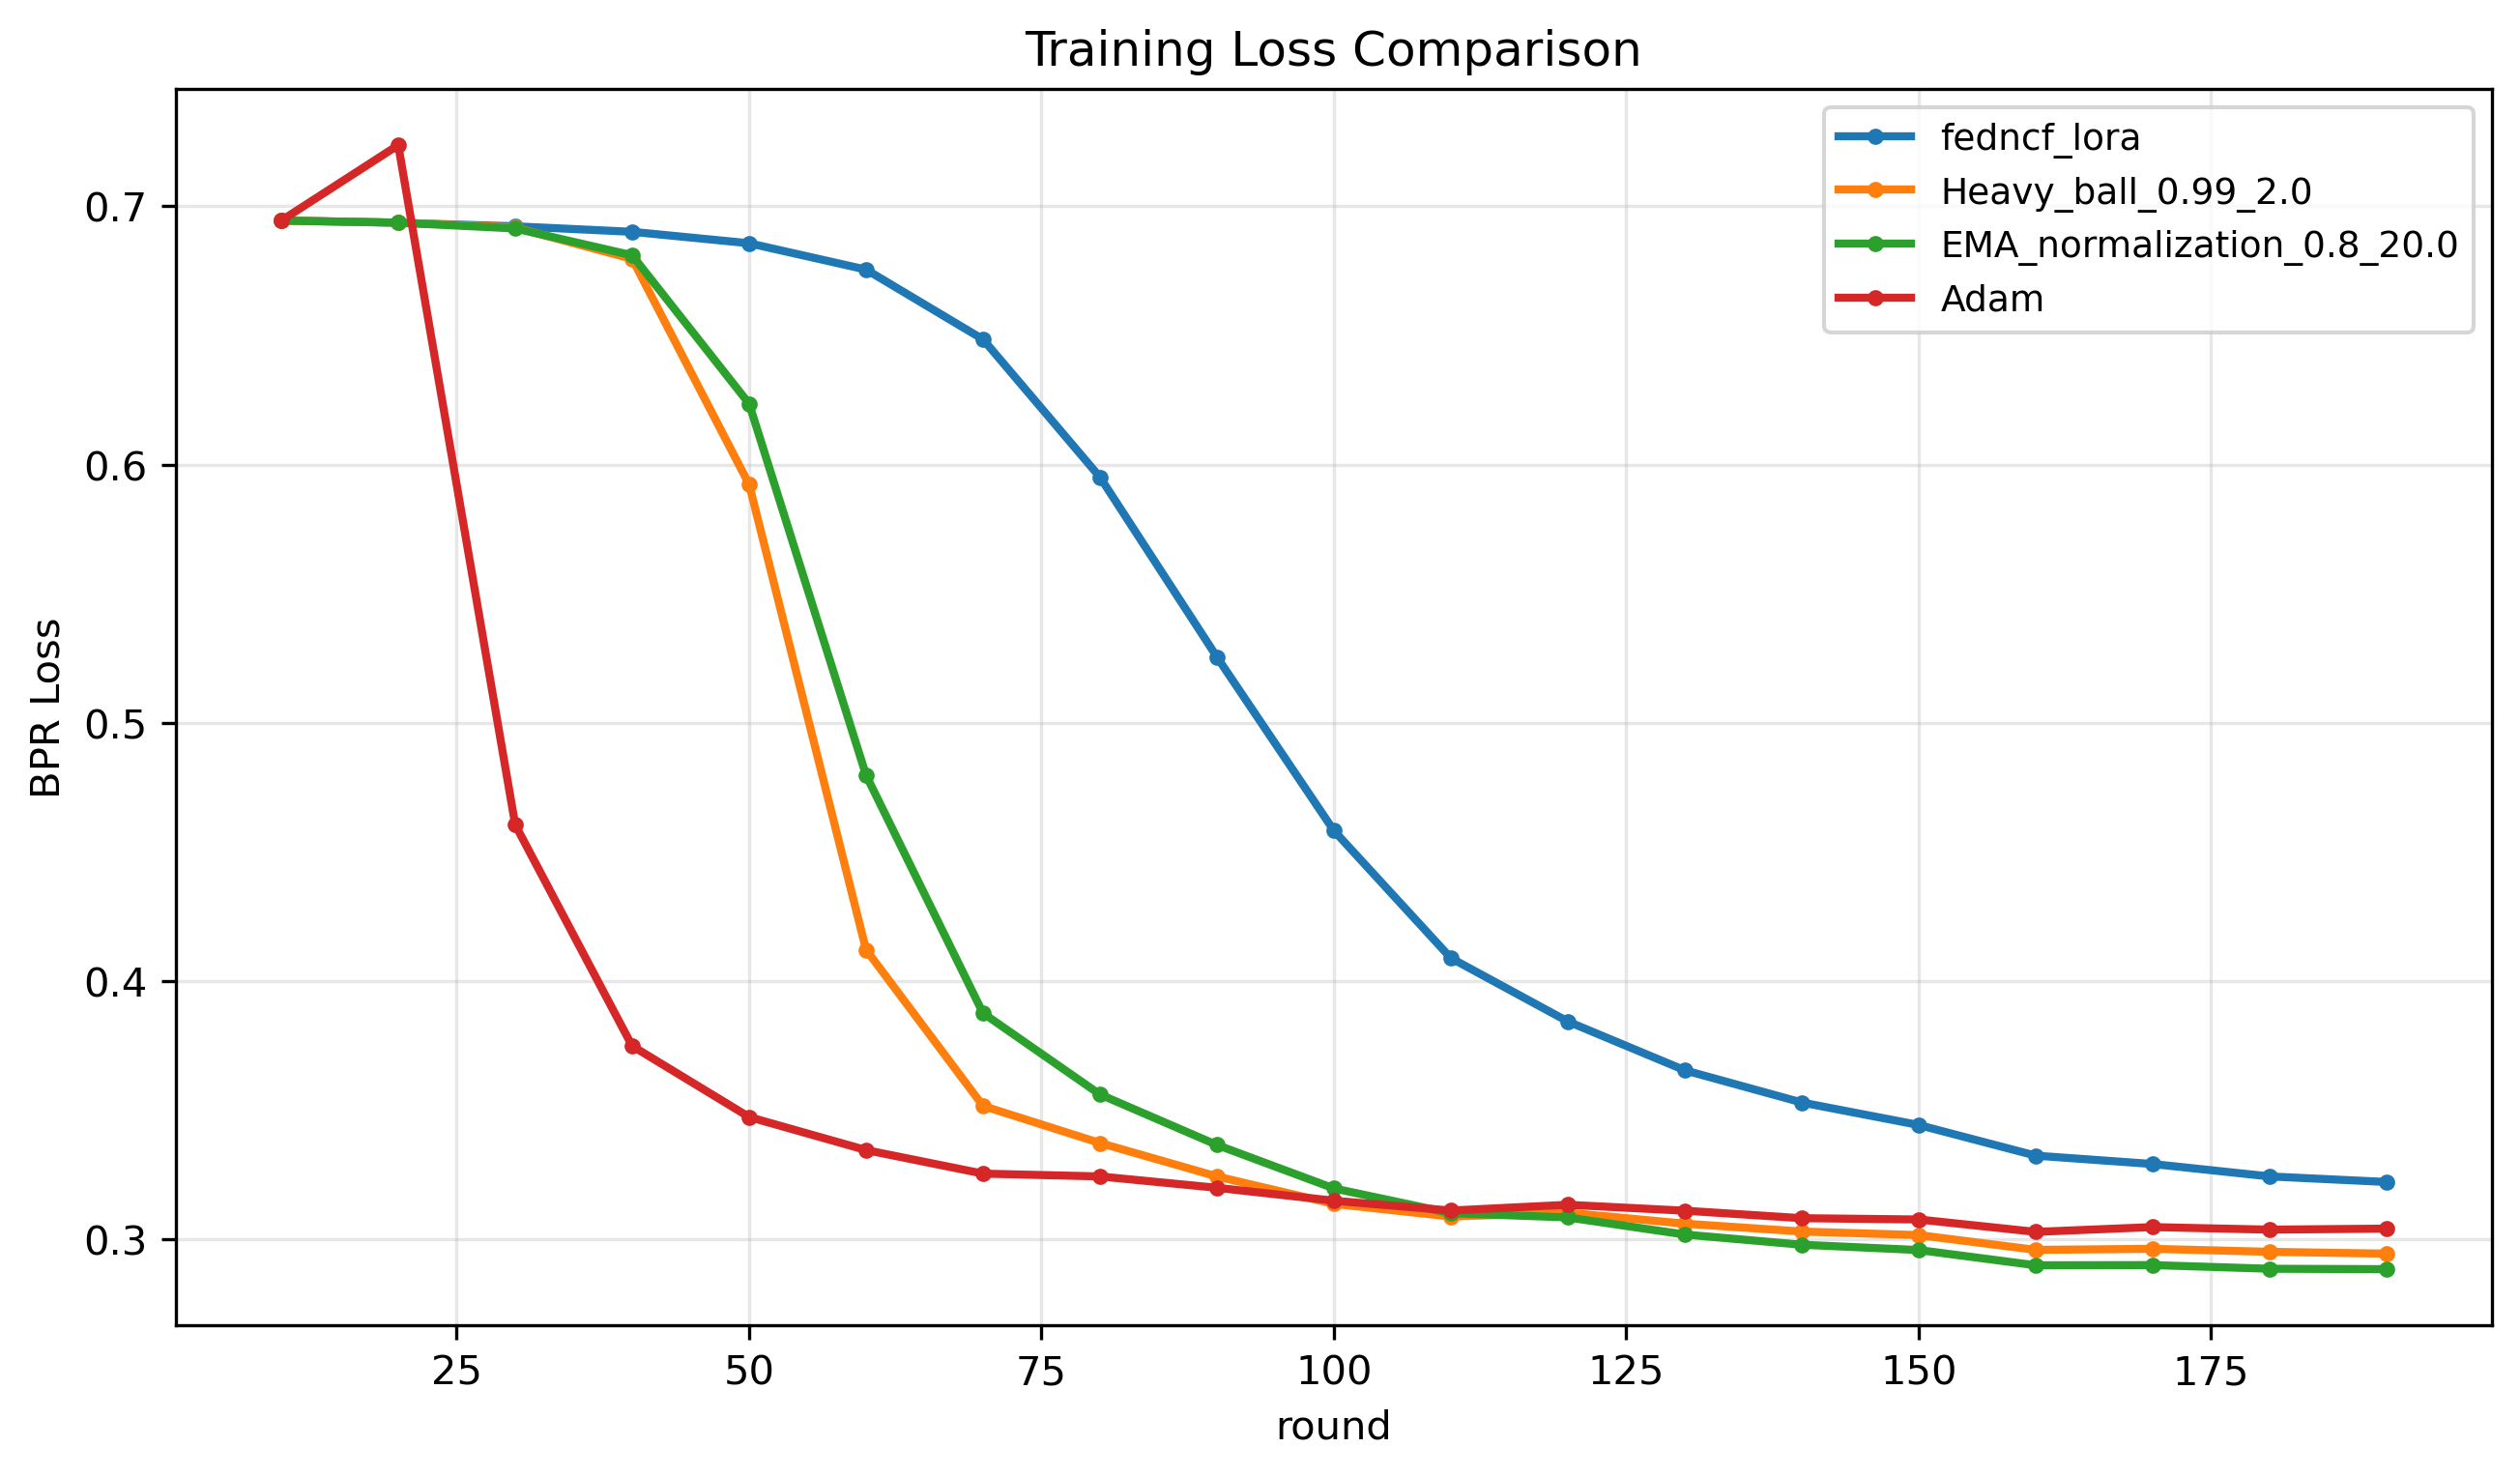 Training Loss Comparison
fedncf_lora
Heavy_ball_0.99_2.0
EMA_normalization_0.8_20.0
Adam
BPR Loss
0.7
0.6
0.5
0.4
0.3
25 50 75 100 125 150 175
round